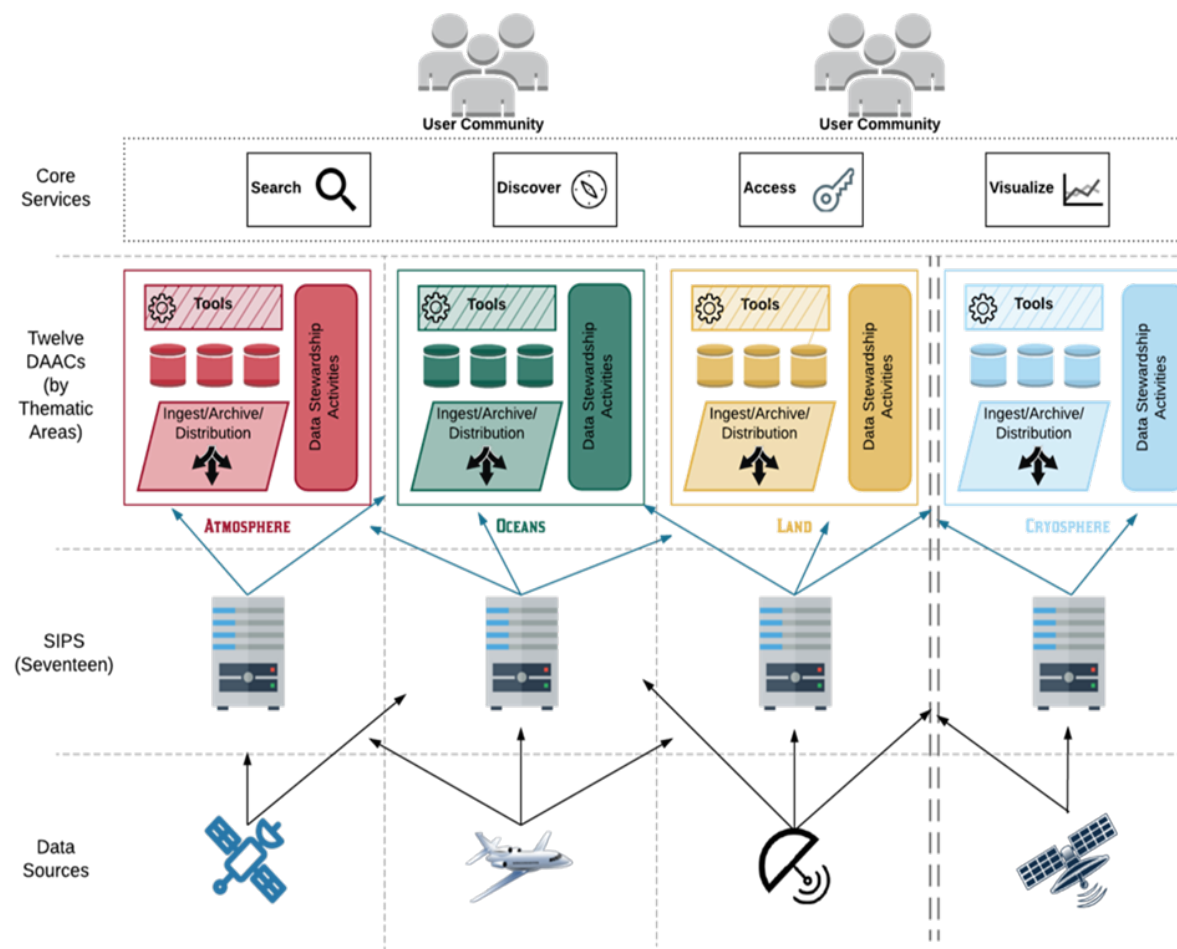 User Community
User Community
Core
Services
Search
Discover
Access
Visualize
Twelve
DAACs
(by
Thematic
Areas)
Tools
Ingest/Archive/
Distribution
Data Stewardship
Activities
Tools
Ingest/Archive/
Distribution
Data Stewardship
Activities
Tools
Ingest/Archive/
Distribution
Data Stewardship
Activities
Tools
Ingest/Archive/
Distribution
Data Stewardship
Activities
ATMOSPHERE
OCEANS
LAND
CRYOSPHERE
SIPS
(Seventeen)
Data
Sources